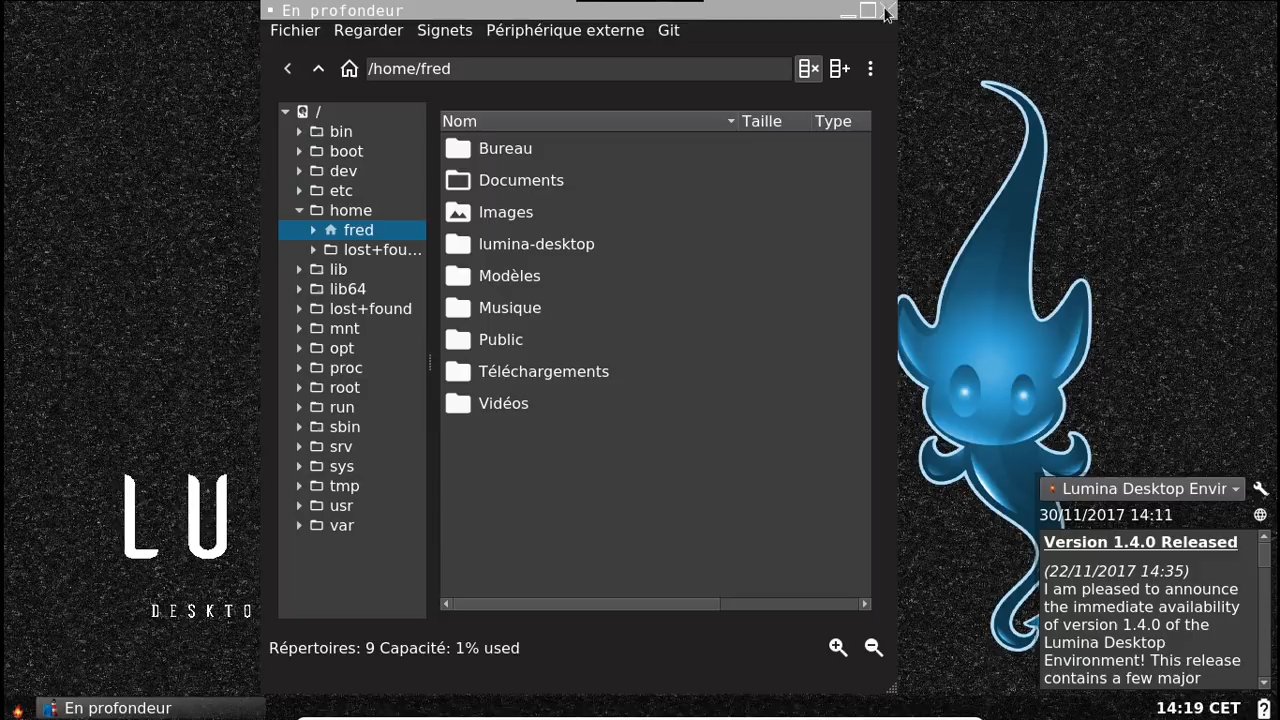 En profondeur
Fichier Regarder Signets Périphérique externe Git
/home/fred
/
bin
boot
dev
etc
home
fred
lost+fou...
lib
lib64
lost+found
mnt
opt
proc
root
run
sbin
srv
sys
tmp
usr
var
Nom Taille Type
Bureau
Documents
Images
lumina-desktop
Modèles
Musique
Public
Téléchargements
Vidéos
Répertoires: 9 Capacité: 1% used
LU
DESKTO
Lumina Desktop Envir
30/11/2017 14:11
Version 1.4.0 Released
(22/11/2017 14:35)
I am pleased to announce
the immediate availability
of version 1.4.0 of the
Lumina Desktop
Environment! This release
contains a few major
En profondeur
14:19 CET